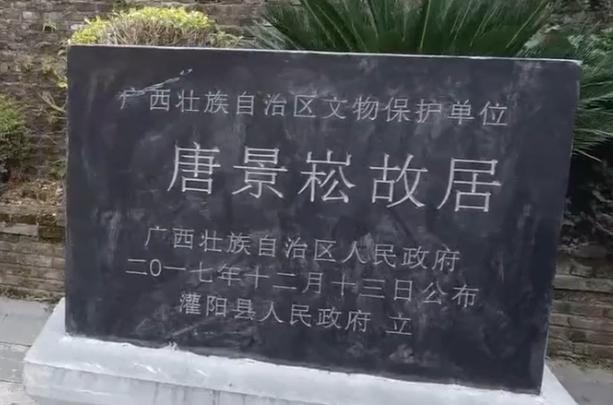 广西壮族自治区文物保护单位
唐景崧故居
广西壮族自治区人民政府
二〇一七年十二月十三日公布
灌阳县人民政府 立